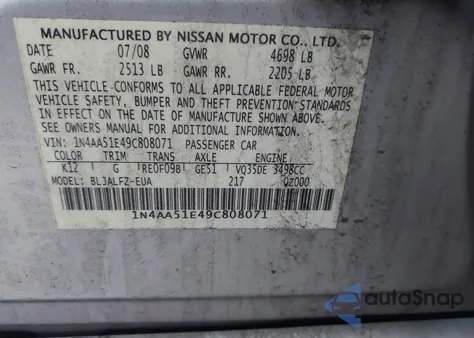 MANUFACTURED BY NISSAN MOTOR CO., LTD.
DATE 07/08 GVWR 4698 LB
GAWR FR. 2513 LB GAWR RR. 2205 LB
THIS VEHICLE CONFORMS TO ALL APPLICABLE FEDERAL MOTOR
VEHICLE SAFETY, BUMPER AND THEFT PREVENTION STANDARDS
IN EFFECT ON THE DATE OF MANUFACTURE SHOWN ABOVE.
SEE OWNERS MANUAL FOR ADDITIONAL INFORMATION.
VIN: 1N4AA51E49C808071 PASSENGER CAR
COLOR TRIM TRANS AXLE ENGINE
K12 G RE0F09B GE51 VQ35DE 3498CC
MODEL: BLJALFZ-EUA 217 QZ000
1N4AA51E49C808071
autoSnap